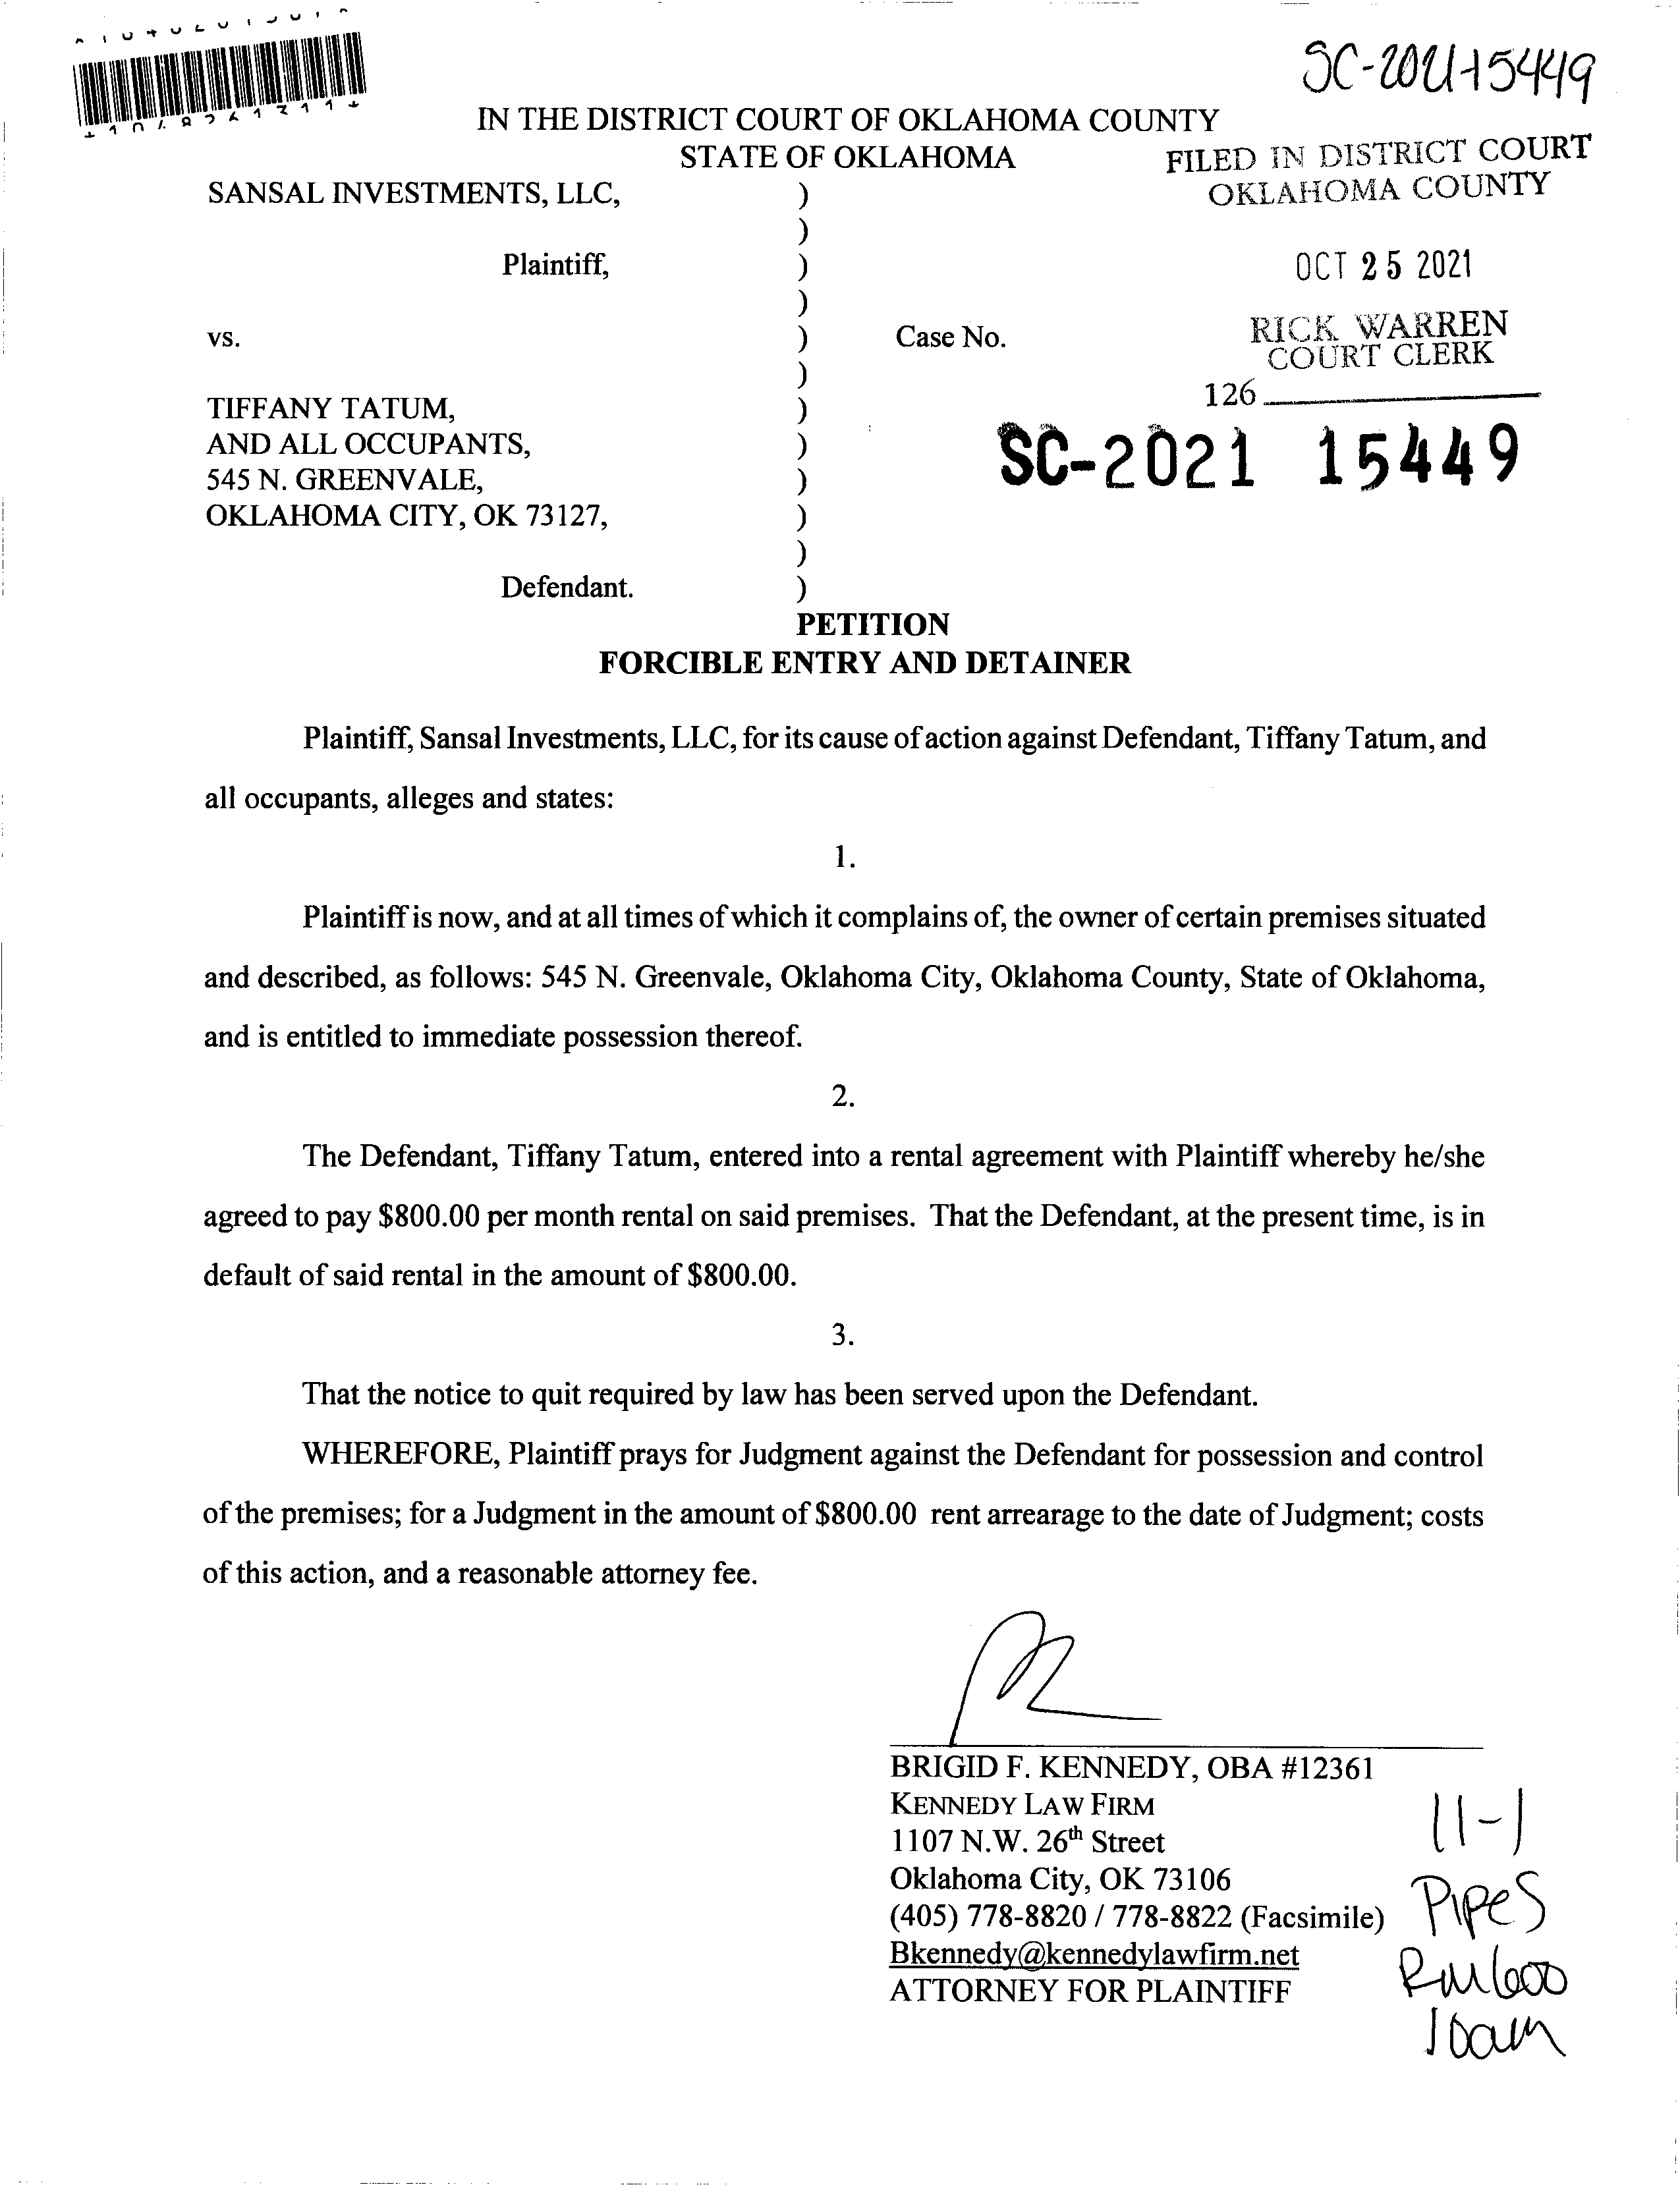 SC-2021-15449
IN THE DISTRICT COURT OF OKLAHOMA COUNTY
STATE OF OKLAHOMA
FILED IN DISTRICT COURT
OKLAHOMA COUNTY
SANSAL INVESTMENTS, LLC, )
)
Plaintiff, )
OCT 25 2021
)
vs. ) Case No.
RICK WARREN
COURT CLERK
)
126
TIFFANY TATUM, )
AND ALL OCCUPANTS, )
SC-2021 15449
545 N. GREENVALE, )
OKLAHOMA CITY, OK 73127, )
)
Defendant. )
PETITION
FORCIBLE ENTRY AND DETAINER
Plaintiff, Sansal Investments, LLC, for its cause of action against Defendant, Tiffany Tatum, and
all occupants, alleges and states:
1.
Plaintiff is now, and at all times of which it complains of, the owner of certain premises situated
and described, as follows: 545 N. Greenvale, Oklahoma City, Oklahoma County, State of Oklahoma,
and is entitled to immediate possession thereof.
2.
The Defendant, Tiffany Tatum, entered into a rental agreement with Plaintiff whereby he/she
agreed to pay $800.00 per month rental on said premises. That the Defendant, at the present time, is in
default of said rental in the amount of $800.00.
3.
That the notice to quit required by law has been served upon the Defendant.
WHEREFORE, Plaintiff prays for Judgment against the Defendant for possession and control
of the premises; for a Judgment in the amount of $800.00 rent arrearage to the date of Judgment; costs
of this action, and a reasonable attorney fee.
BRIGID F. KENNEDY, OBA #12361
KENNEDY LAW FIRM
1107 N.W. 26th Street
Oklahoma City, OK 73106
(405) 778-8820 / 778-8822 (Facsimile)
Bkennedy@kennedylawfirm.net
ATTORNEY FOR PLAINTIFF
11-1
Pipes
Rm 600
10am